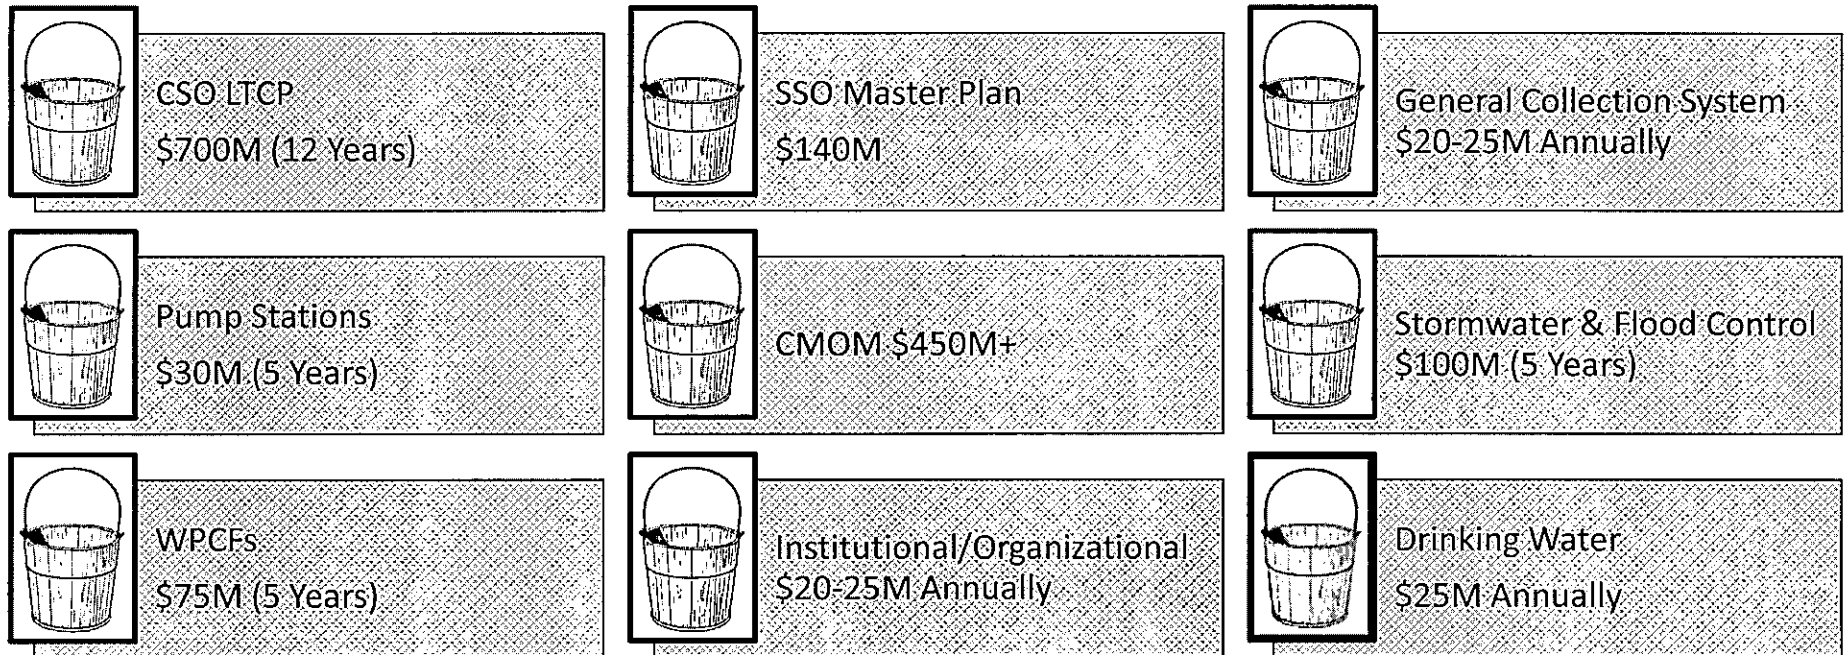 CSO LTCP
$700M (12 Years)
SSO Master Plan
$140M
General Collection System
$20-25M Annually
Pump Stations
$30M (5 Years)
CMOM $450M+
Stormwater & Flood Control
$100M (5 Years)
WPCFs
$75M (5 Years)
Institutional/Organizational
$20-25M Annually
Drinking Water
$25M Annually